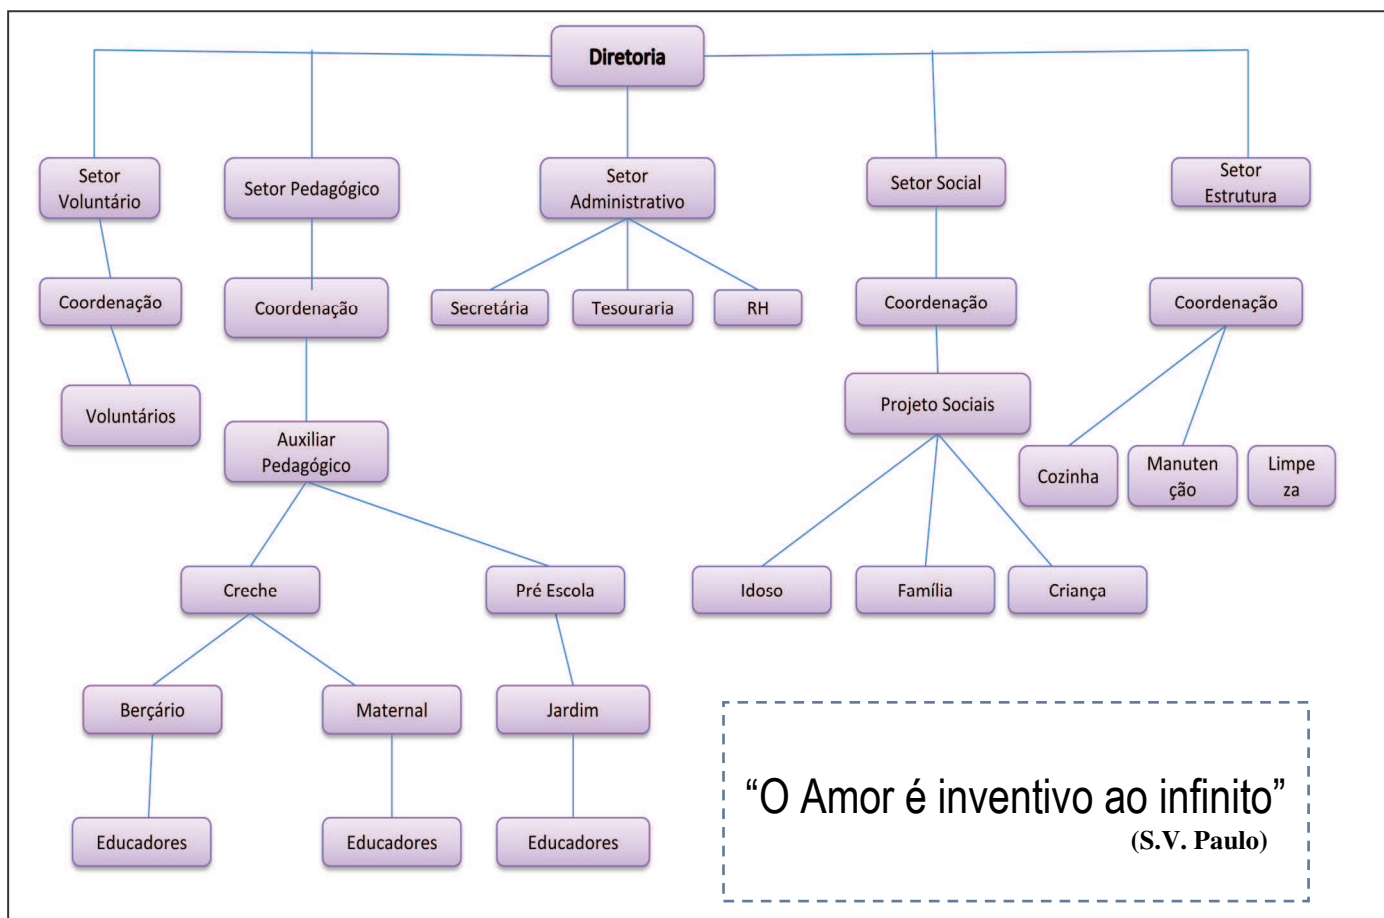 Diretoria
Setor
Voluntário
Setor Pedagógico
Setor
Administrativo
Setor Social
Setor
Estrutura
Coordenação
Coordenação
Secretária
Tesouraria
RH
Coordenação
Coordenação
Voluntários
Auxiliar
Pedagógico
Projeto Sociais
Cozinha
Manuten
ção
Limpe
za
Creche
Pré Escola
Idoso
Família
Criança
Berçário
Maternal
Jardim
Educadores
Educadores
Educadores
“O Amor é inventivo ao infinito”
(S.V. Paulo)